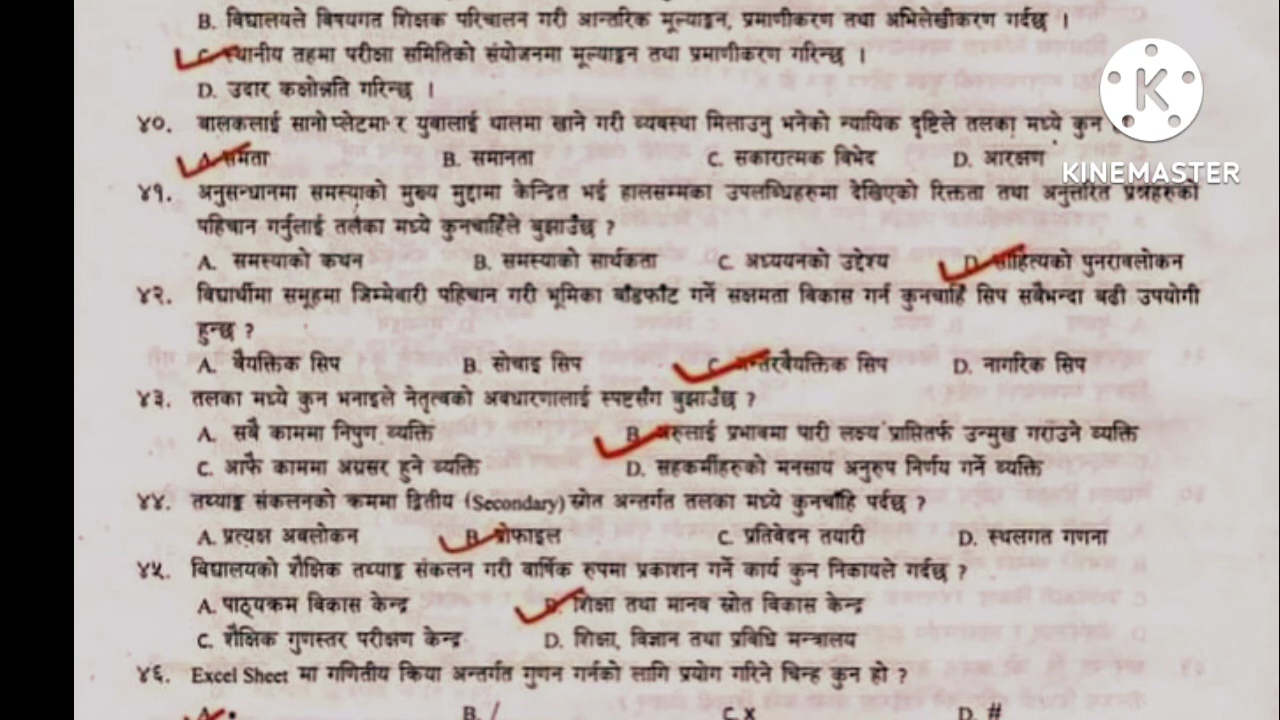 B. विद्यालयले विषयगत शिक्षक परिचालन गरी आन्तरिक मूल्याङ्कन, प्रमाणीकरण तथा अभिलेखीकरण गर्दछ ।
C. स्थानीय तहमा परीक्षा समितिको संयोजनमा मूल्याङ्कन तथा प्रमाणीकरण गरिन्छ ।
D. उदार कक्षोन्नति गरिन्छ ।
४०. बालकलाई सानो प्लेटमा र युवालाई थालमा खाने गरी व्यवस्था मिलाउनु भनेको न्यायिक दृष्टिले तलका मध्ये कुन
A. समता B. समानता C. सकारात्मक विभेद D. आरक्षण
KINEMASTER
४१. अनुसन्धानमा समस्याको मुख्य मुद्दामा केन्द्रित भई हालसम्मका उपलब्धिहरुमा देखिएको रिक्तता तथा अनुत्तरित प्रश्नहरुको
पहिचान गर्नुलाई तलका मध्ये कुनचाहिँले बुझाउँछ ?
A. समस्याको कथन B. समस्याको सार्थकता C. अध्ययनको उद्देश्य D. साहित्यको पुनरावलोकन
४२. विद्यार्थीमा समूहमा जिम्मेवारी पहिचान गरी भूमिका बाँडफाँट गर्ने सक्षमता विकास गर्न कुनचाहिँ सिप सबैभन्दा बढी उपयोगी
हुन्छ ?
A. वैयक्तिक सिप B. सोचाइ सिप C. अन्तरवैयक्तिक सिप D. नागरिक सिप
४३. तलका मध्ये कुन भनाइले नेतृत्वको अवधारणालाई स्पष्टसँग बुझाउँछ ?
A. सबै काममा निपुण व्यक्ति B. अरुलाई प्रभावमा पारी लक्ष्य प्राप्तितर्फ उन्मुख गराउने व्यक्ति
C. आफै काममा अग्रसर हुने व्यक्ति D. सहकर्मीहरुको मनसाय अनुरुप निर्णय गर्ने व्यक्ति
४४. तथ्याङ्क संकलनको क्रममा द्वितीय (Secondary) स्रोत अन्तर्गत तलका मध्ये कुनचाँहि पर्दछ ?
A. प्रत्यक्ष अवलोकन B. प्रोफाइल C. प्रतिवेदन तयारी D. स्थलगत गणना
४५. विद्यालयको शैक्षिक तथ्याङ्क संकलन गरी वार्षिक रुपमा प्रकाशन गर्ने कार्य कुन निकायले गर्दछ ?
A. पाठ्यक्रम विकास केन्द्र B. शिक्षा तथा मानव स्रोत विकास केन्द्र
C. शैक्षिक गुणस्तर परीक्षण केन्द्र D. शिक्षा, विज्ञान तथा प्रविधि मन्त्रालय
४६. Excel Sheet मा गणितीय क्रिया अन्तर्गत गुणन गर्नको लागि प्रयोग गरिने चिन्ह कुन हो ?
A. B. / C. x D. #